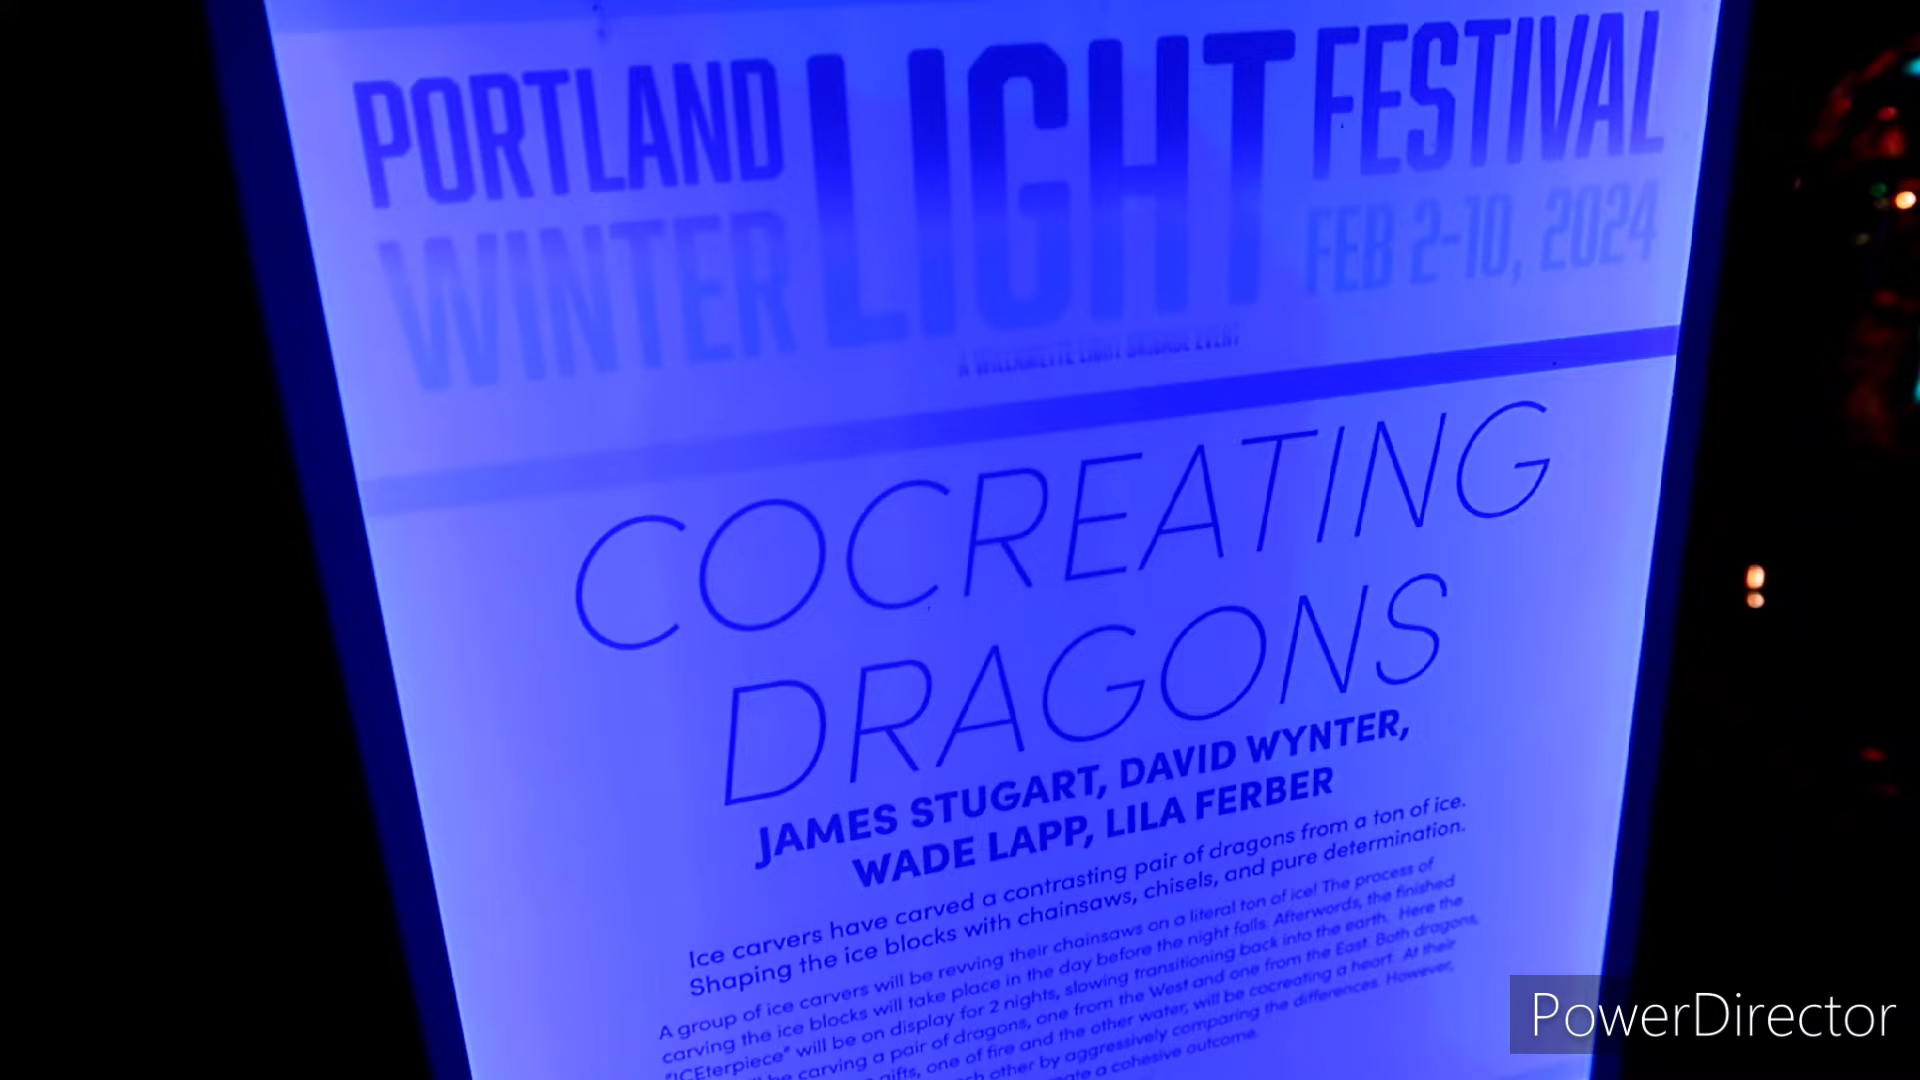 PORTLAND LIGHT FESTIVAL
WINTER FEB 2-10, 2024
A WILLAMETTE LIGHT BRIGADE EVENT
COCREATING
DRAGONS
JAMES STUGART, DAVID WYNTER,
WADE LAPP, LILA FERBER
Ice carvers have carved a contrasting pair of dragons from a ton of ice.
Shaping the ice blocks with chainsaws, chisels, and pure determination.
A group of ice carvers will be revving their chainsaws on a literal ton of ice! The process of
carving the ice blocks will take place in the day before the night falls. Afterwords, the finished
"ICEterpiece" will be on display for 2 nights, slowing transitioning back into the earth. Here the
carving a pair of dragons, one from the West and one from the East. Both dragons,
gifts, one of fire and the other water, will be cocreating a heart. At their
other by aggressively comparing the differences. However,
a cohesive outcome.
PowerDirector